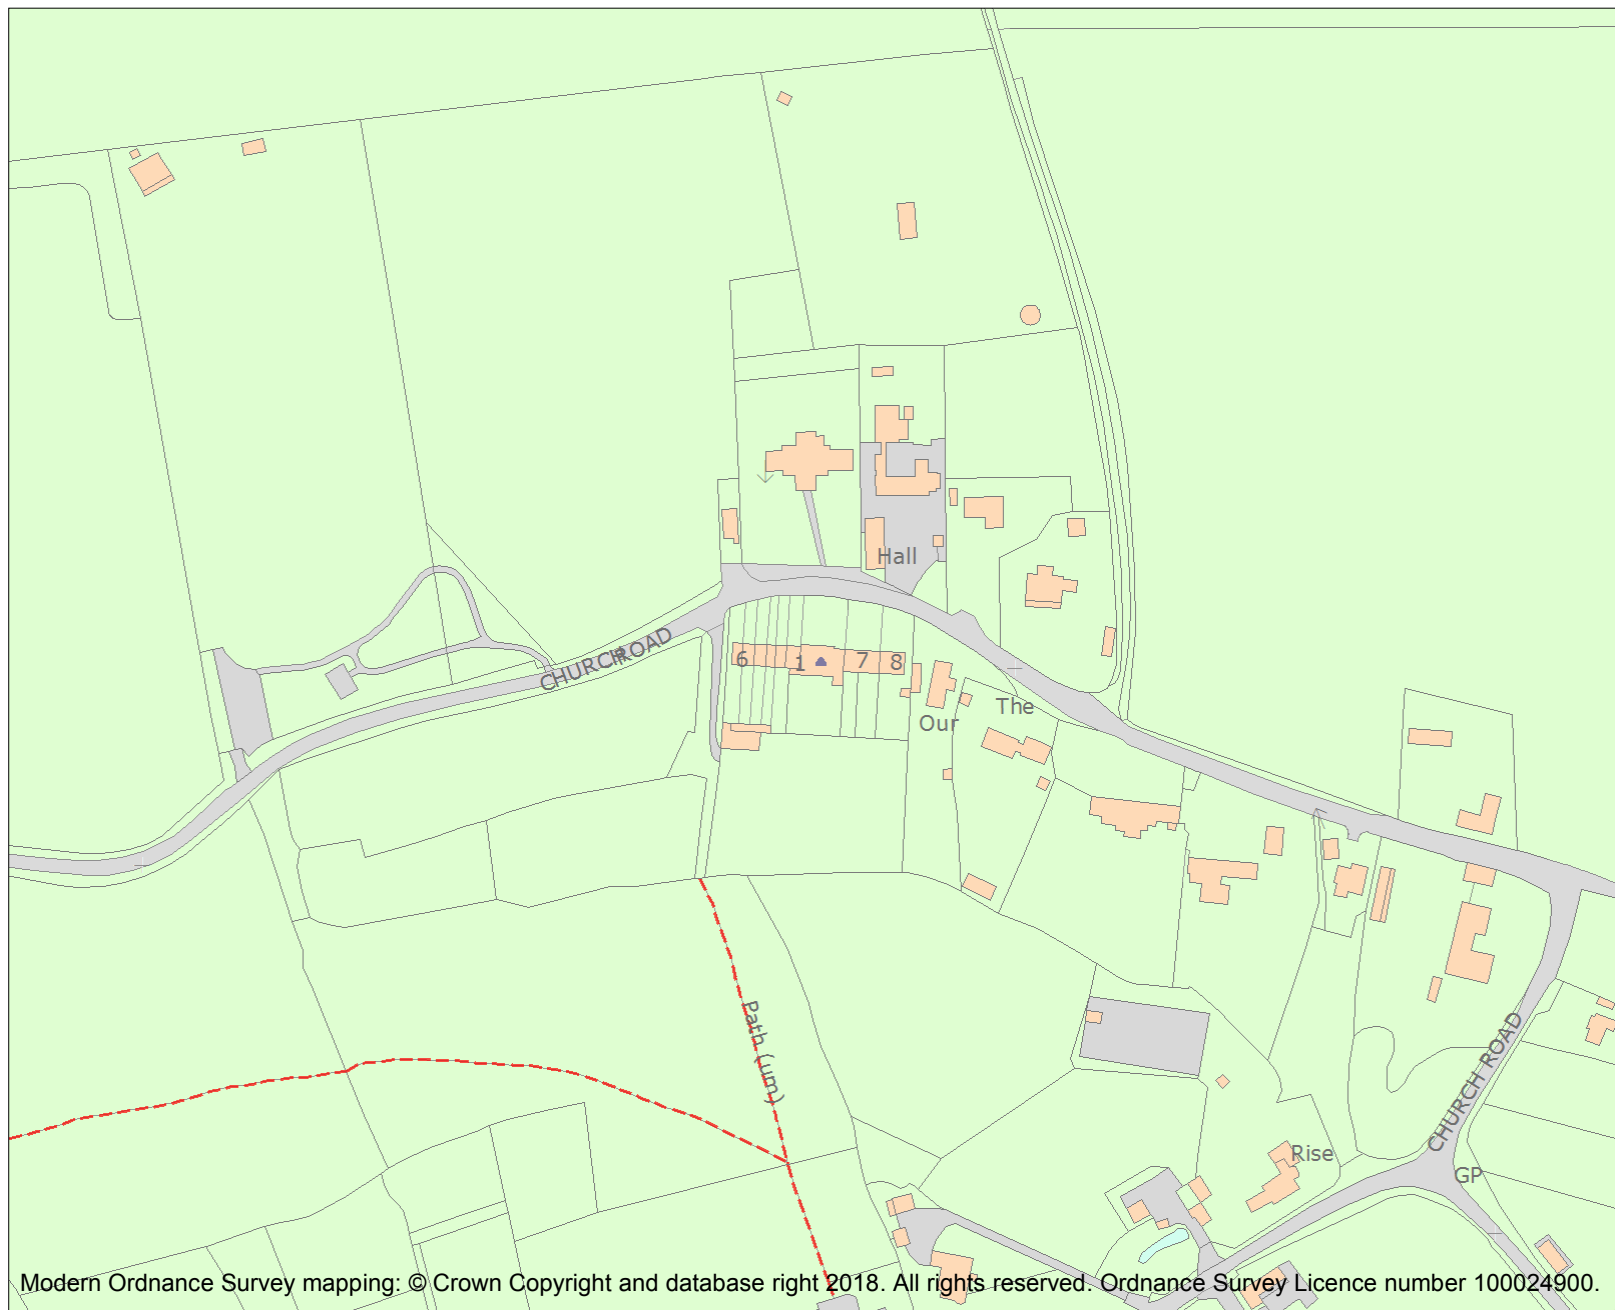 Hall
CHURCH ROAD
6
1
7
8
Our
The
Path (um)
CHURCH ROAD
Rise
GP
Modern Ordnance Survey mapping: © Crown Copyright and database right 2018. All rights reserved. Ordnance Survey Licence number 100024900.